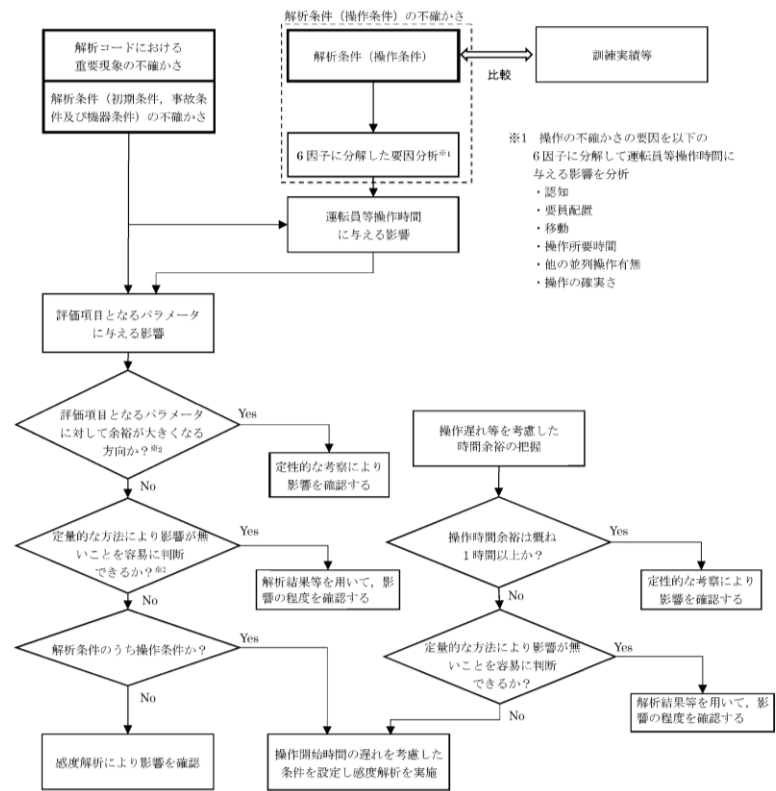 解析条件（操作条件）の不確かさ
解析コードにおける
重要現象の不確かさ
解析条件（初期条件，事故条
件及び機器条件）の不確かさ
解析条件（操作条件）
比較
訓練実績等
6因子に分解した要因分析※1
※1　操作の不確かさの要因を以下の
6因子に分解して運転員等操作時間に
与える影響を分析
・認知
・要員配置
・移動
・操作所要時間
・他の並列操作有無
・操作の確実さ
運転員等操作時間
に与える影響
評価項目となるパラメータ
に与える影響
評価項目となるパラメータ
に対して余裕が大きくなる
方向か？※2
Yes
定性的な考察により
影響を確認する
No
定量的な方法により影響が無
いことを容易に判断
できるか？※2
Yes
解析結果等を用いて，影
響の程度を確認する
No
解析条件のうち操作条件か？
Yes
No
感度解析により影響を確認
操作遅れ等を考慮した
時間余裕の把握
操作時間余裕は概ね
1時間以上か？
Yes
定性的な考察により
影響を確認する
No
定量的な方法により影響が無
いことを容易に判断
できるか？
Yes
解析結果等を用いて，影
響の程度を確認する
No
操作開始時間の遅れを考慮した
条件を設定し感度解析を実施